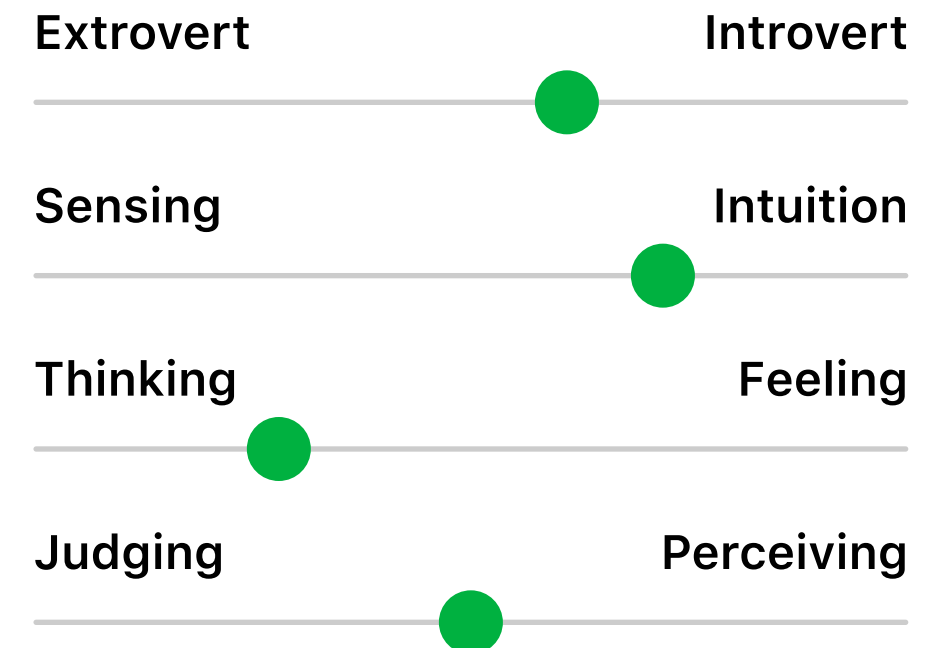 Extrovert Introvert
Sensing Intuition
Thinking Feeling
Judging Perceiving